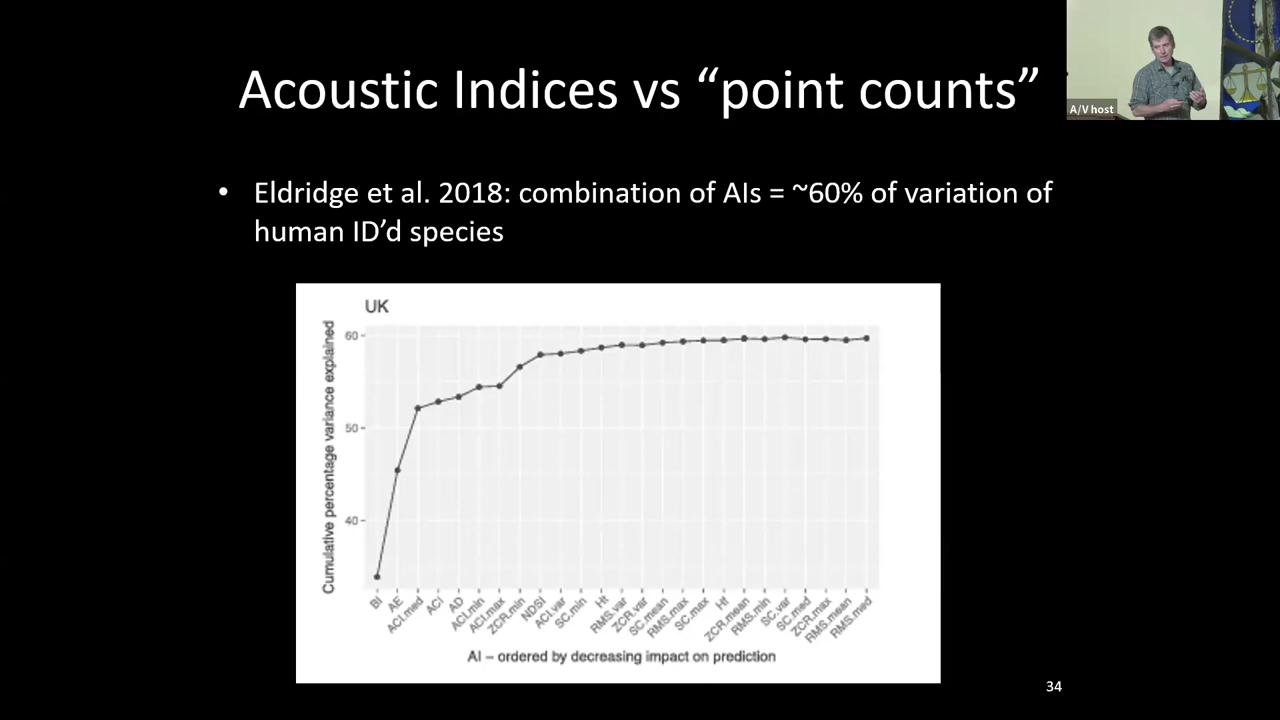 Acoustic Indices vs “point counts”
A/V host
• Eldridge et al. 2018: combination of AIs = ~60% of variation of
human ID’d species
UK
Cumulative percentage variance explained
60
50
40
BI
AE
ACI.med
ACI
AD
ACI.min
ACI.max
ZCR.min
NDSI
ACI.var
SC.min
RMS.var
ZCR.var
SC.mean
RMS.max
SC.max
ZCR.mean
RMS.min
SC.var
SC.med
ZCR.max
RMS.mean
RMS.med
AI – ordered by decreasing impact on prediction
34